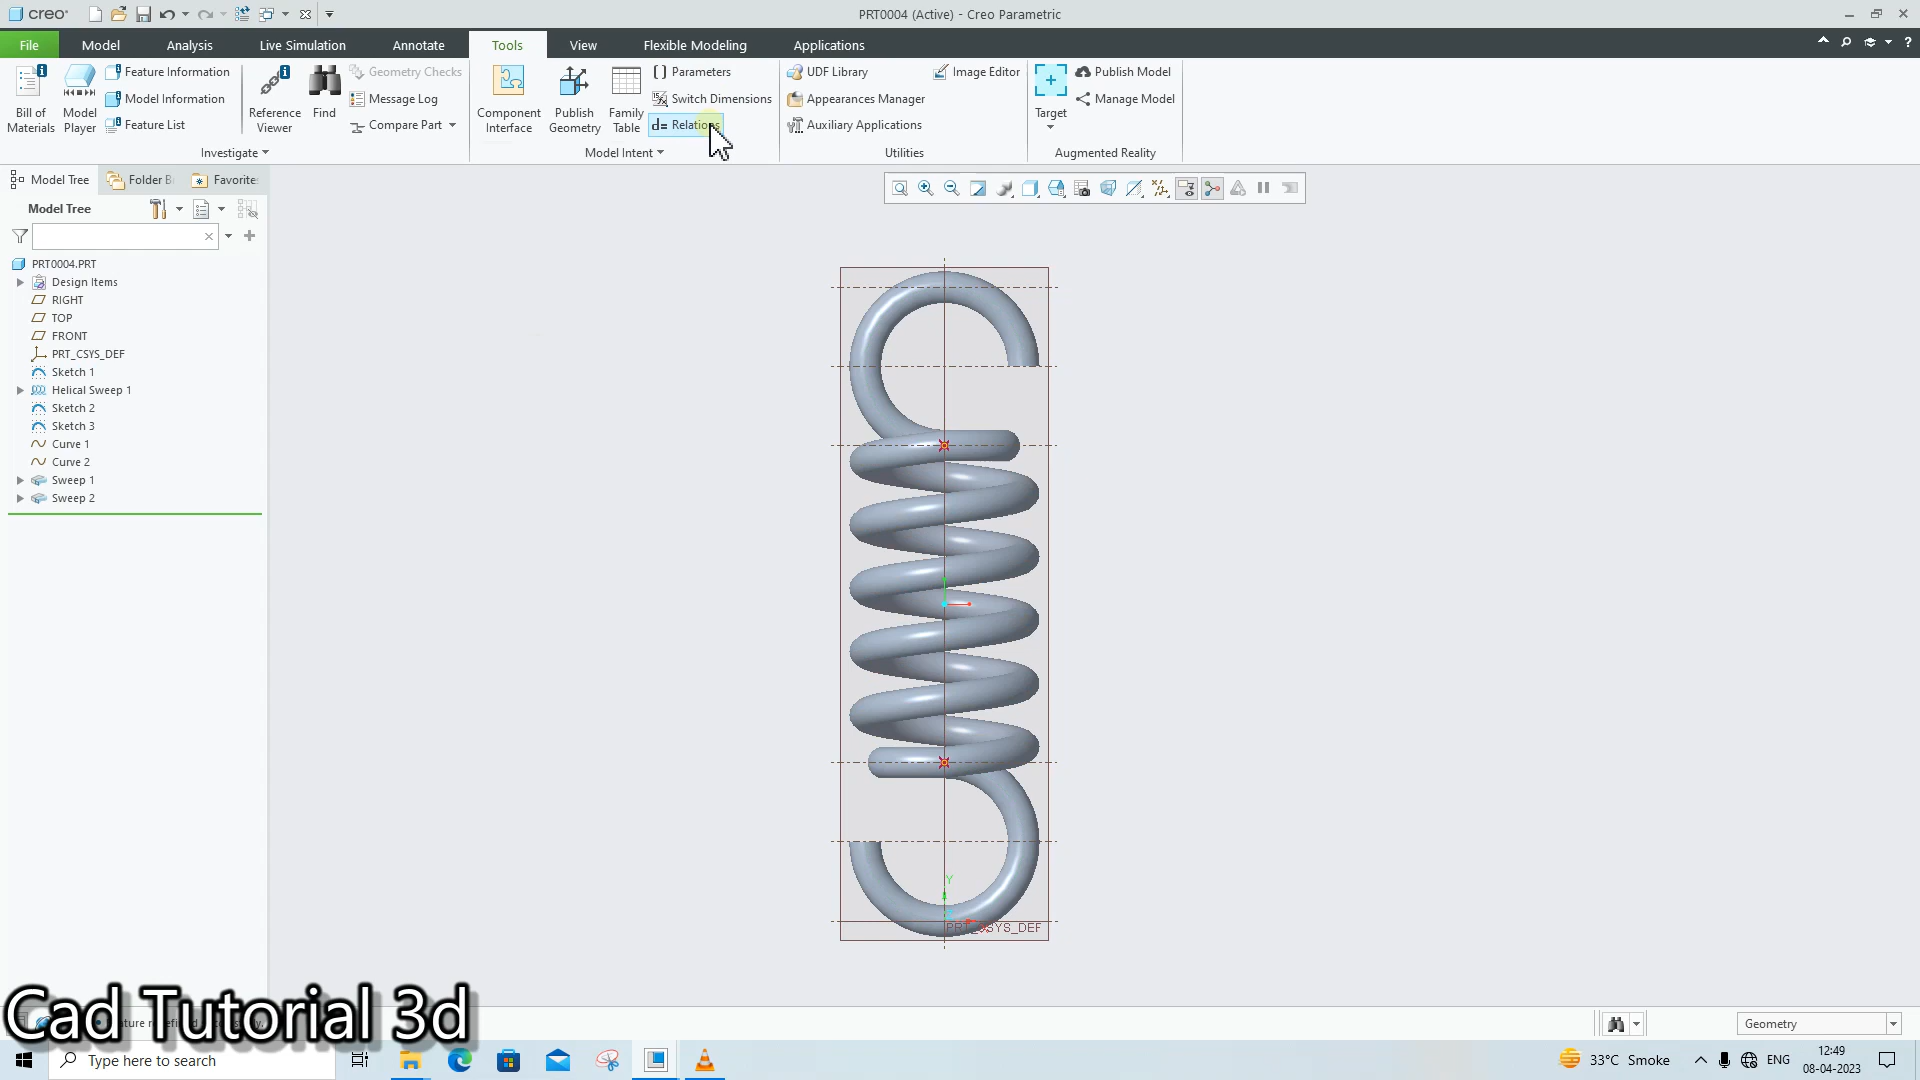 creo
PRT0004 (Active) - Creo Parametric
File Model Analysis Live Simulation Annotate Tools View Flexible Modeling Applications
Bill of Materials
Model Player
Feature Information
Model Information
Feature List
Reference Viewer
Find
Geometry Checks
Message Log
Compare Part
Investigate
Component Interface
Publish Geometry
Family Table
Parameters
Switch Dimensions
d= Relations
Model Intent
UDF Library
Appearances Manager
Auxiliary Applications
Image Editor
Utilities
Target
Publish Model
Manage Model
Augmented Reality
Model Tree Folder B Favorite
Model Tree
PRT0004.PRT
Design Items
RIGHT
TOP
FRONT
PRT_CSYS_DEF
Sketch 1
Helical Sweep 1
Sketch 2
Sketch 3
Curve 1
Curve 2
Sweep 1
Sweep 2
Y
PRT_CSYS_DEF
Cad Tutorial 3d
Geometry
Type here to search
33°C Smoke
ENG
12:49
08-04-2023